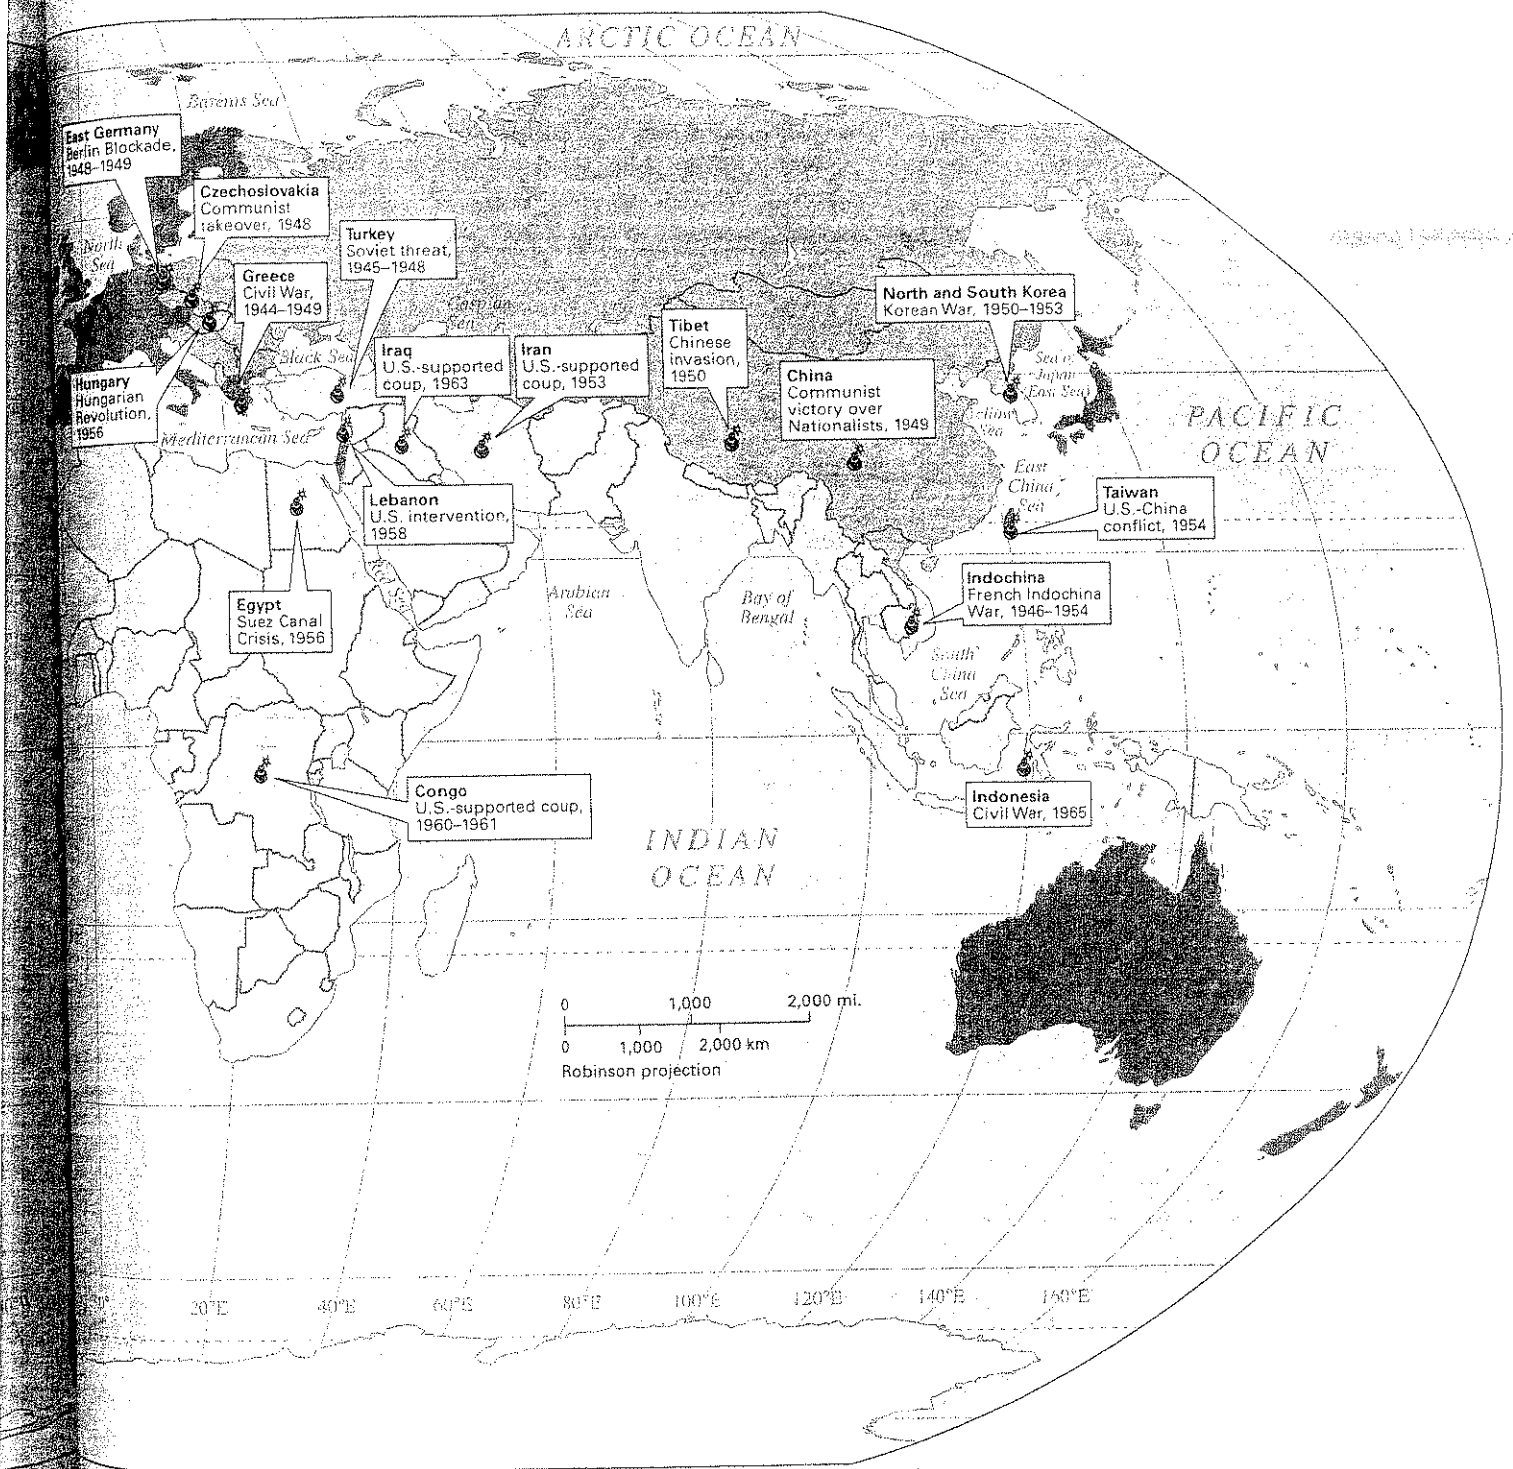 ARCTIC OCEAN
Barents Sea
East Germany
Berlin Blockade,
1948–1949
Czechoslovakia
Communist
takeover, 1948
North
Sea
Turkey
Soviet threat,
1945–1948
Greece
Civil War,
1944–1949
Caspian
Sea
North and South Korea
Korean War, 1950–1953
Black Sea
Iraq
U.S.-supported
coup, 1963
Iran
U.S.-supported
coup, 1953
Tibet
Chinese
invasion,
1950
China
Communist
victory over
Nationalists, 1949
Sea of
Japan
East Sea)
Hungary
Hungarian
Revolution,
1956
Mediterranean Sea
Yellow
Sea
PACIFIC
OCEAN
East
China
Sea
Taiwan
U.S.-China
conflict, 1954
Lebanon
U.S. intervention,
1958
Egypt
Suez Canal
Crisis, 1956
Arabian
Sea
Bay of
Bengal
Indochina
French Indochina
War, 1946–1954
South
China
Sea
Congo
U.S.-supported coup,
1960–1961
Indonesia
Civil War, 1965
INDIAN
OCEAN
0 1,000 2,000 mi.
0 1,000 2,000 km
Robinson projection
20°E 40°E 60°E 80°E 100°E 120°E 140°E 160°E